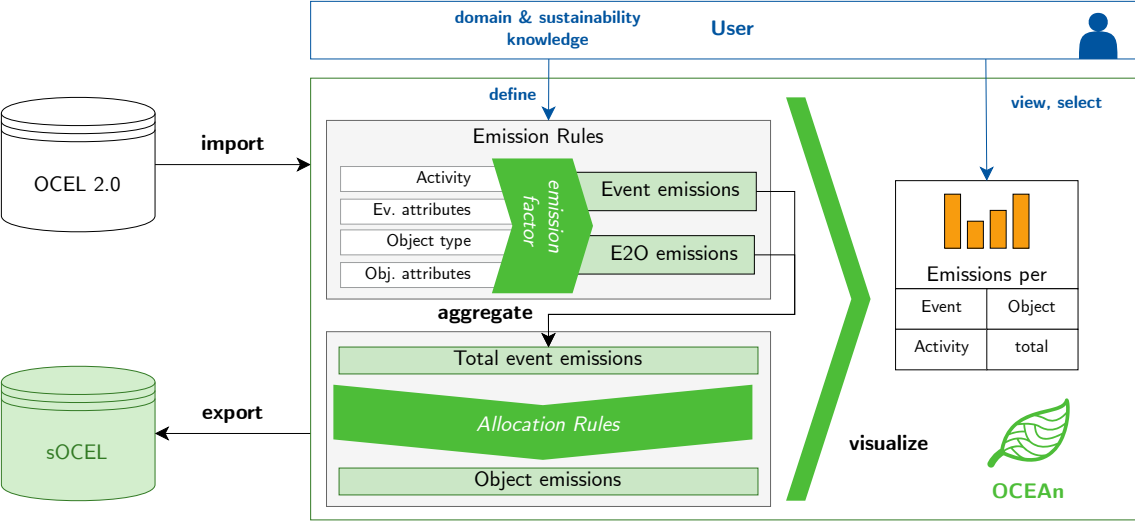 domain & sustainability
knowledge
User
define
view, select
import
OCEL 2.0
Emission Rules
Activity
Ev. attributes
Object type
Obj. attributes
emission
factor
Event emissions
E2O emissions
aggregate
Total event emissions
Allocation Rules
Object emissions
export
sOCEL
visualize
Emissions per
Event
Object
Activity
total
OCEAn